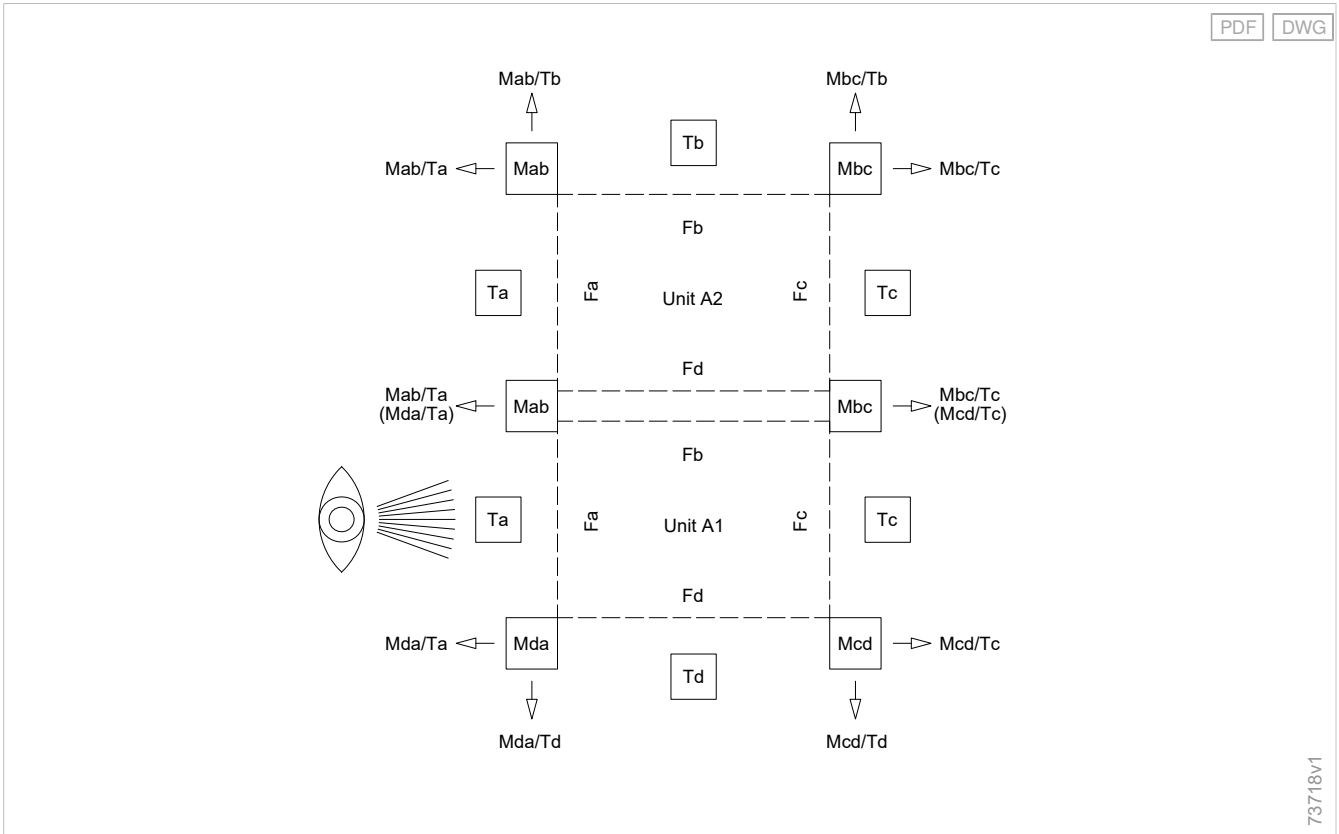 PDF DWG
Mab/Tb Mbc/Tb
Tb
Mab/Ta Mab Mbc Mbc/Tc
Fb
Ta Fa Unit A2 Fc Tc
Fd
Mab/Ta Mab Mbc Mbc/Tc
(Mda/Ta) (Mcd/Tc)
Fb
Ta Fa Unit A1 Fc Tc
Fd
Mda/Ta Mda Mcd Mcd/Tc
Td
Mda/Td Mcd/Td
73718v1